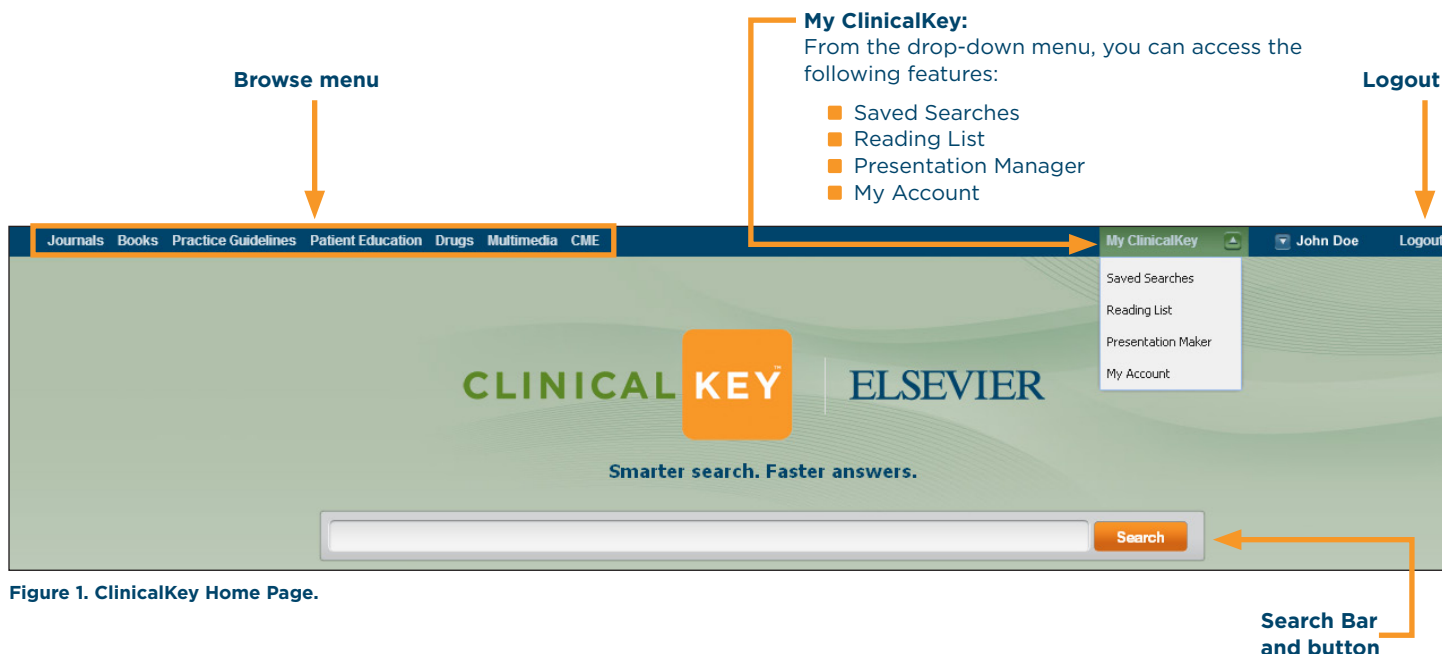 My ClinicalKey:
From the drop-down menu, you can access the
following features:
Saved Searches
Reading List
Presentation Manager
My Account
Browse menu
Logout
Journals Books Practice Guidelines Patient Education Drugs Multimedia CME
My ClinicalKey John Doe Logout
Saved Searches
Reading List
Presentation Maker
My Account
CLINICAL KEY™ ELSEVIER
Smarter search. Faster answers.
Search
Figure 1. ClinicalKey Home Page.
Search Bar
and button